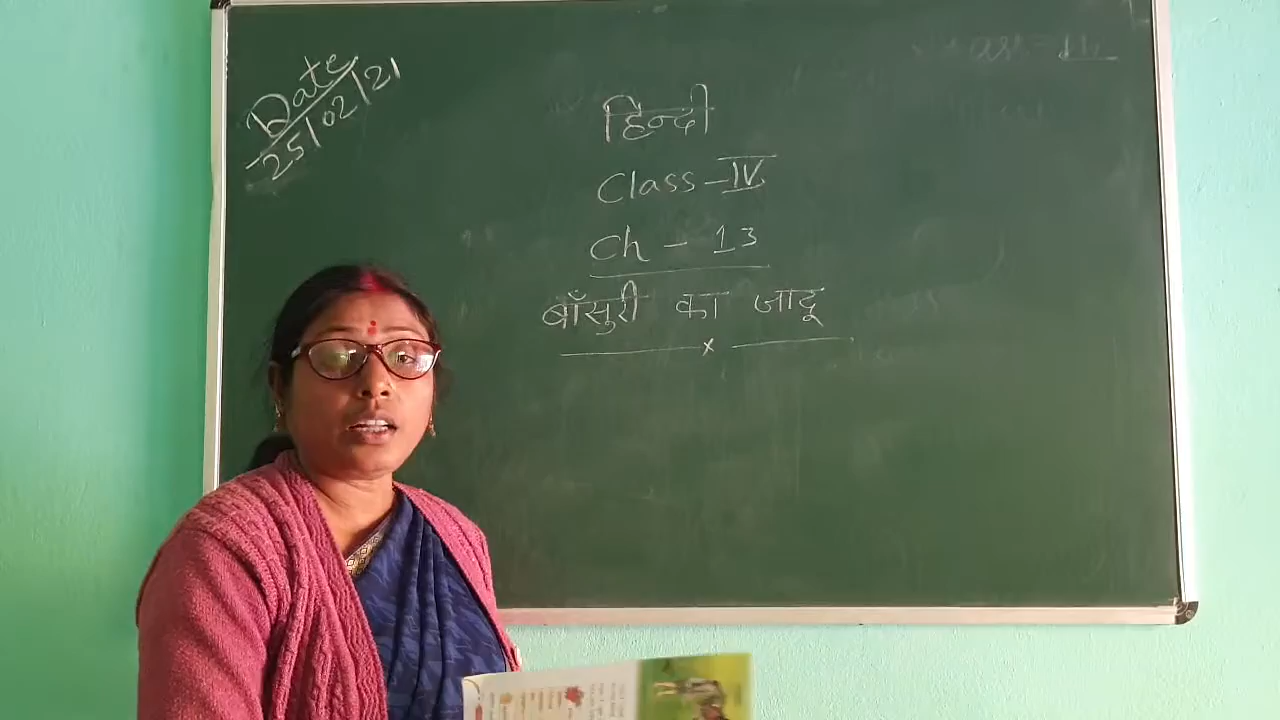 Date
25/02/21
हिन्दी
Class - IV
Ch - 13
बाँसुरी का जादू
x